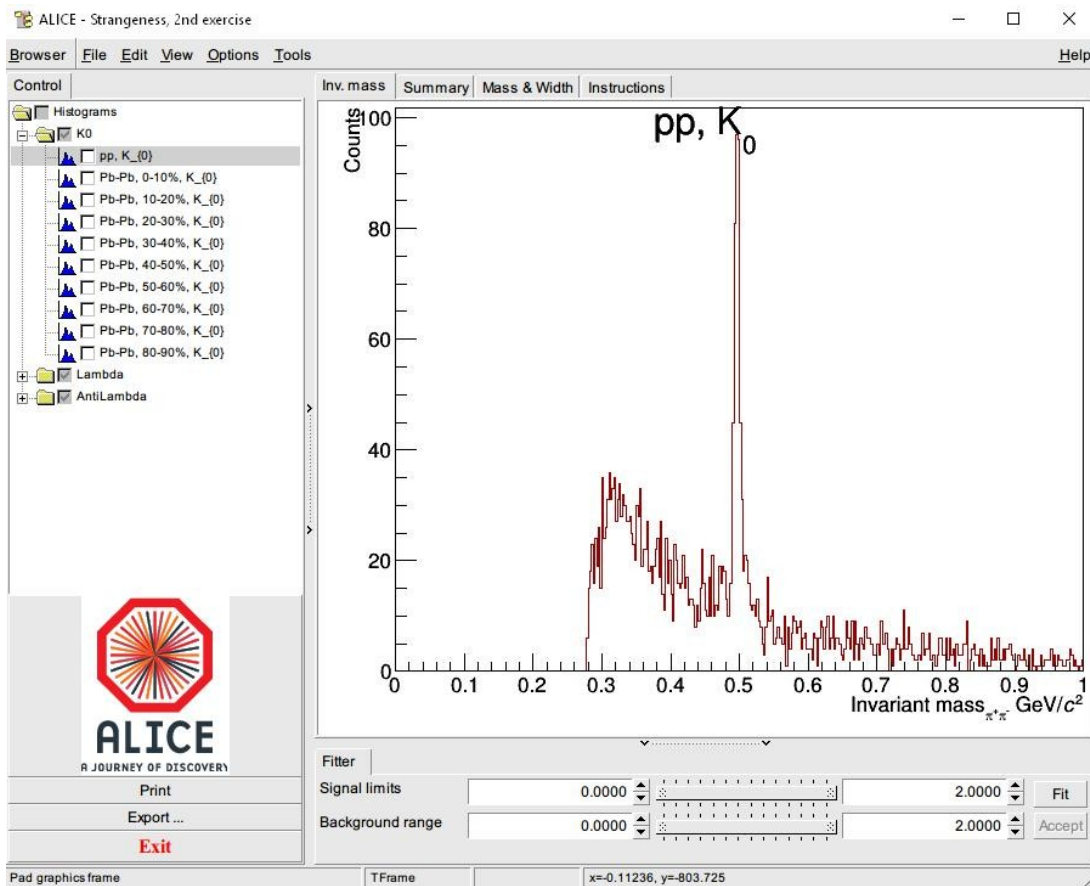 ALICE - Strangeness, 2nd exercise
Browser File Edit View Options Tools Help
Control
Histograms
K0
pp, K_{0}
Pb-Pb, 0-10%, K_{0}
Pb-Pb, 10-20%, K_{0}
Pb-Pb, 20-30%, K_{0}
Pb-Pb, 30-40%, K_{0}
Pb-Pb, 40-50%, K_{0}
Pb-Pb, 50-60%, K_{0}
Pb-Pb, 60-70%, K_{0}
Pb-Pb, 70-80%, K_{0}
Pb-Pb, 80-90%, K_{0}
Lambda
AntiLambda
ALICE
A JOURNEY OF DISCOVERY
Print
Export ...
Exit
Inv. mass Summary Mass & Width Instructions
pp, K₀
Counts
100
80
60
40
20
0
0 0.1 0.2 0.3 0.4 0.5 0.6 0.7 0.8 0.9 1
Invariant mass π⁺π⁻ GeV/c²
Fitter
Signal limits 0.0000 2.0000 Fit
Background range 0.0000 2.0000 Accept
Pad graphics frame TFrame x=-0.11236, y=-803.725